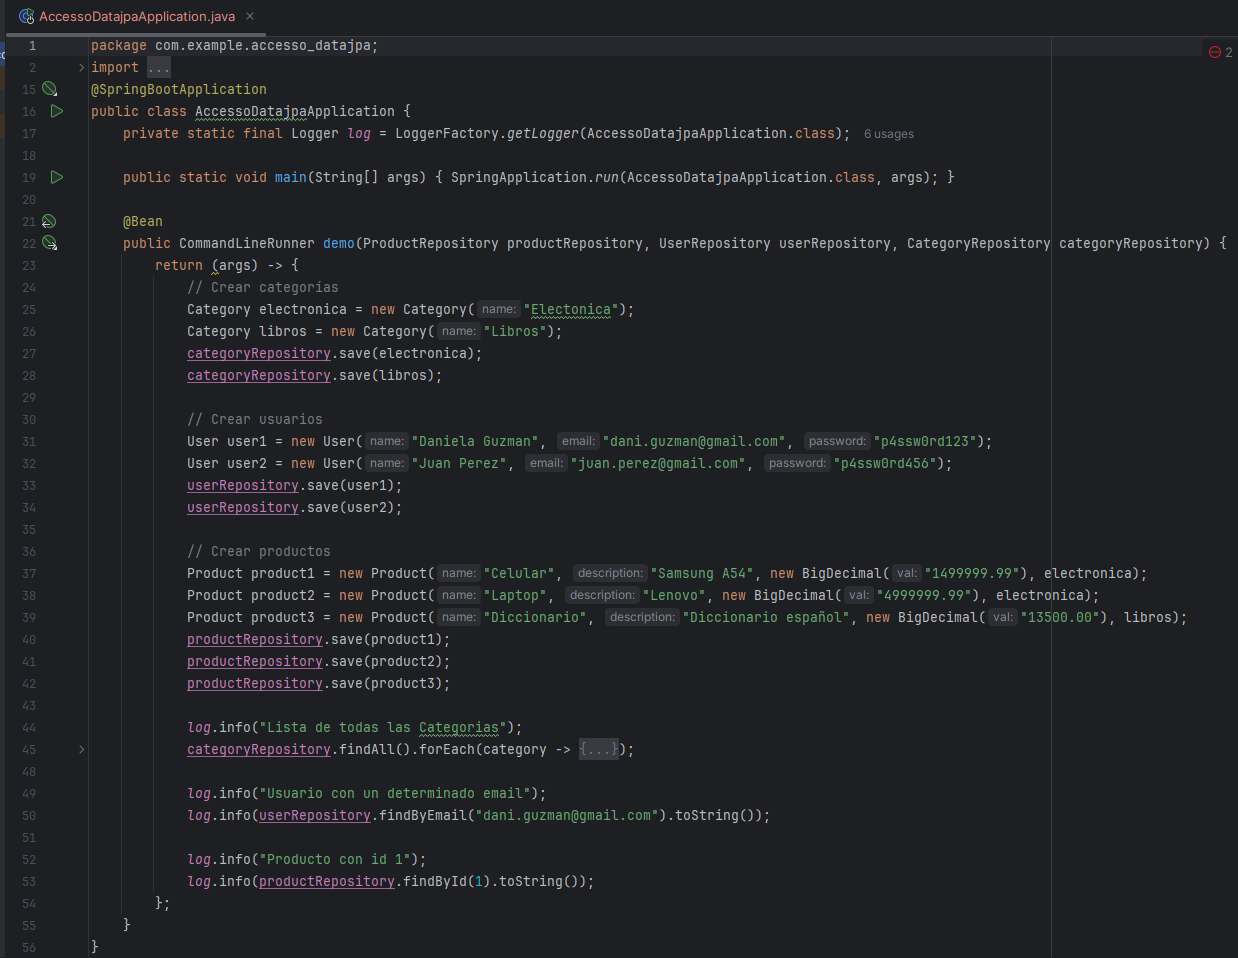 AccessoDatajpaApplication.java ×
1 package com.example.accesso_datajpa;
2 import ...
2
15 @SpringBootApplication
16 public class AccessoDatajpaApplication {
17 private static final Logger log = LoggerFactory.getLogger(AccessoDatajpaApplication.class); 6 usages
18
19 public static void main(String[] args) { SpringApplication.run(AccessoDatajpaApplication.class, args); }
20
21 @Bean
22 public CommandLineRunner demo(ProductRepository productRepository, UserRepository userRepository, CategoryRepository categoryRepository) {
23 return (args) -> {
24 // Crear categorias
25 Category electronica = new Category( name: "Electonica");
26 Category libros = new Category( name: "Libros");
27 categoryRepository.save(electronica);
28 categoryRepository.save(libros);
29
30 // Crear usuarios
31 User user1 = new User( name: "Daniela Guzman", email: "dani.guzman@gmail.com", password: "p4ssw0rd123");
32 User user2 = new User( name: "Juan Perez", email: "juan.perez@gmail.com", password: "p4ssw0rd456");
33 userRepository.save(user1);
34 userRepository.save(user2);
35
36 // Crear productos
37 Product product1 = new Product( name: "Celular", description: "Samsung A54", new BigDecimal( val: "1499999.99"), electronica);
38 Product product2 = new Product( name: "Laptop", description: "Lenovo", new BigDecimal( val: "4999999.99"), electronica);
39 Product product3 = new Product( name: "Diccionario", description: "Diccionario español", new BigDecimal( val: "13500.00"), libros);
40 productRepository.save(product1);
41 productRepository.save(product2);
42 productRepository.save(product3);
43
44 log.info("Lista de todas las Categorias");
45 categoryRepository.findAll().forEach(category -> {...});
48
49 log.info("Usuario con un determinado email");
50 log.info(userRepository.findByEmail("dani.guzman@gmail.com").toString());
51
52 log.info("Producto con id 1");
53 log.info(productRepository.findById(1).toString());
54 };
55 }
56 }